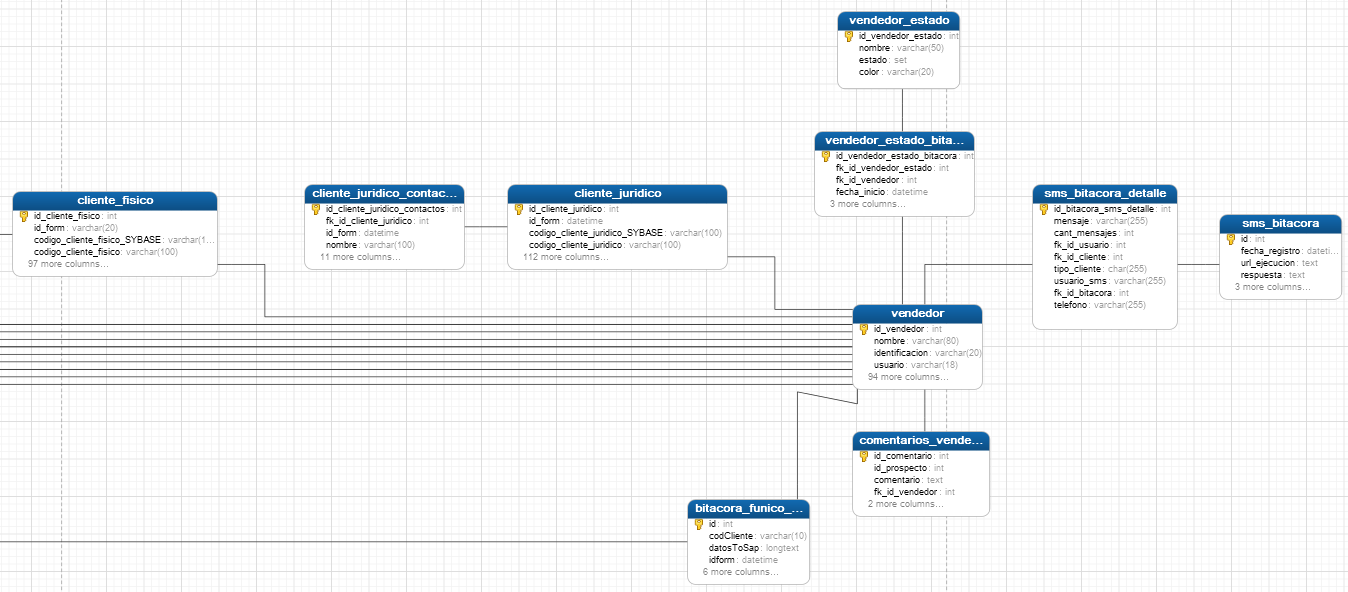 vendedor_estado
id_vendedor_estado : int
nombre : varchar(50)
estado : set
color : varchar(20)
vendedor_estado_bita...
id_vendedor_estado_bitacora : int
fk_id_vendedor_estado : int
fk_id_vendedor : int
fecha_inicio : datetime
3 more columns...
cliente_fisico
id_cliente_fisico : int
id_form : varchar(20)
codigo_cliente_fisico_SYBASE : varchar(1...
codigo_cliente_fisico : varchar(100)
97 more columns...
cliente_juridico_contac...
id_cliente_juridico_contactos : int
fk_id_cliente_juridico : int
id_form : datetime
nombre : varchar(100)
11 more columns...
cliente_juridico
id_cliente_juridico : int
id_form : datetime
codigo_cliente_juridico_SYBASE : varchar(100)
codigo_cliente_juridico : varchar(100)
112 more columns...
sms_bitacora_detalle
id_bitacora_sms_detalle : int
mensaje : varchar(255)
cant_mensajes : int
fk_id_usuario : int
fk_id_cliente : int
tipo_cliente : char(255)
usuario_sms : varchar(255)
fk_id_bitacora : int
telefono : varchar(255)
sms_bitacora
id : int
fecha_registro : dateti...
url_ejecucion : text
respuesta : text
3 more columns...
vendedor
id_vendedor : int
nombre : varchar(80)
identificacion : varchar(20)
usuario : varchar(18)
94 more columns...
comentarios_vende...
id_comentario : int
id_prospecto : int
comentario : text
fk_id_vendedor : int
2 more columns...
bitacora_funico_...
id : int
codCliente : varchar(10)
datosToSap : longtext
idform : datetime
6 more columns...